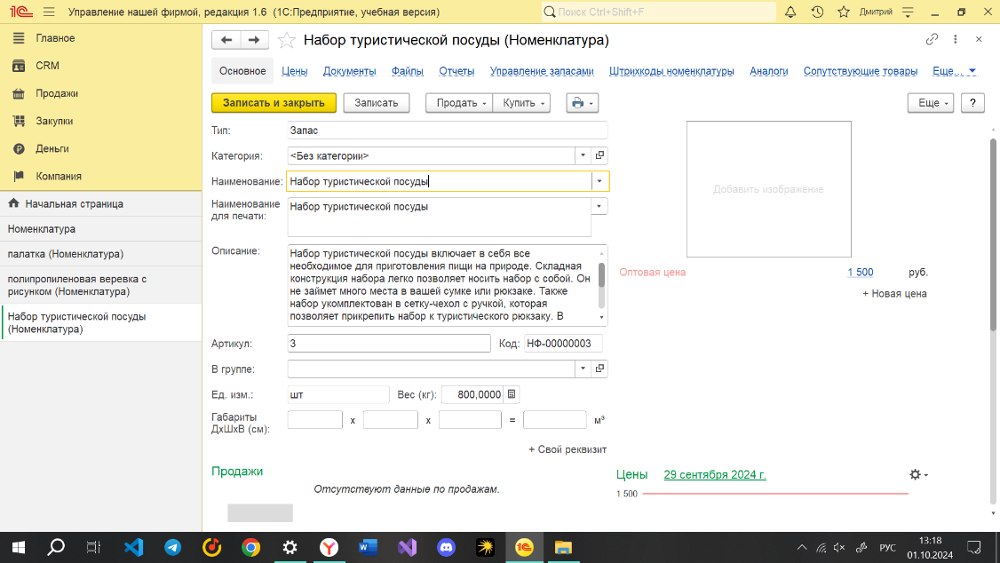 1С Управление нашей фирмой, редакция 1.6 (1С:Предприятие, учебная версия) Поиск Ctrl+Shift+F Дмитрий
Главное
CRM
Продажи
Закупки
Деньги
Компания
Начальная страница
Номенклатура
палатка (Номенклатура)
полипропиленовая веревка с
рисунком (Номенклатура)
Набор туристической посуды
(Номенклатура)
Набор туристической посуды (Номенклатура)
Основное Цены Документы Файлы Отчеты Управление запасами Штрихкоды номенклатуры Аналоги Сопутствующие товары Еще...
Записать и закрыть Записать Продать Купить Еще ?
Тип: Запас
Категория: <Без категории>
Наименование: Набор туристической посуды
Наименование
для печати: Набор туристической посуды
Описание: Набор туристической посуды включает в себя все
необходимое для приготовления пищи на природе. Складная
конструкция набора легко позволяет носить набор с собой. Он
не займет много места в вашей сумке или рюкзаке. Также
набор укомплектован в сетку-чехол с ручкой, которая
позволяет прикрепить набор к туристического рюкзаку. В
Артикул: 3 Код: НФ-00000003
В группе:
Ед. изм.: шт Вес (кг): 800,0000
Габариты
ДхШхВ (см): х х = м³
+ Свой реквизит
Добавить изображение
Оптовая цена 1 500 руб.
+ Новая цена
Продажи
Отсутствуют данные по продажам.
Цены 29 сентября 2024 г.
1 500
РУС 13:18
01.10.2024